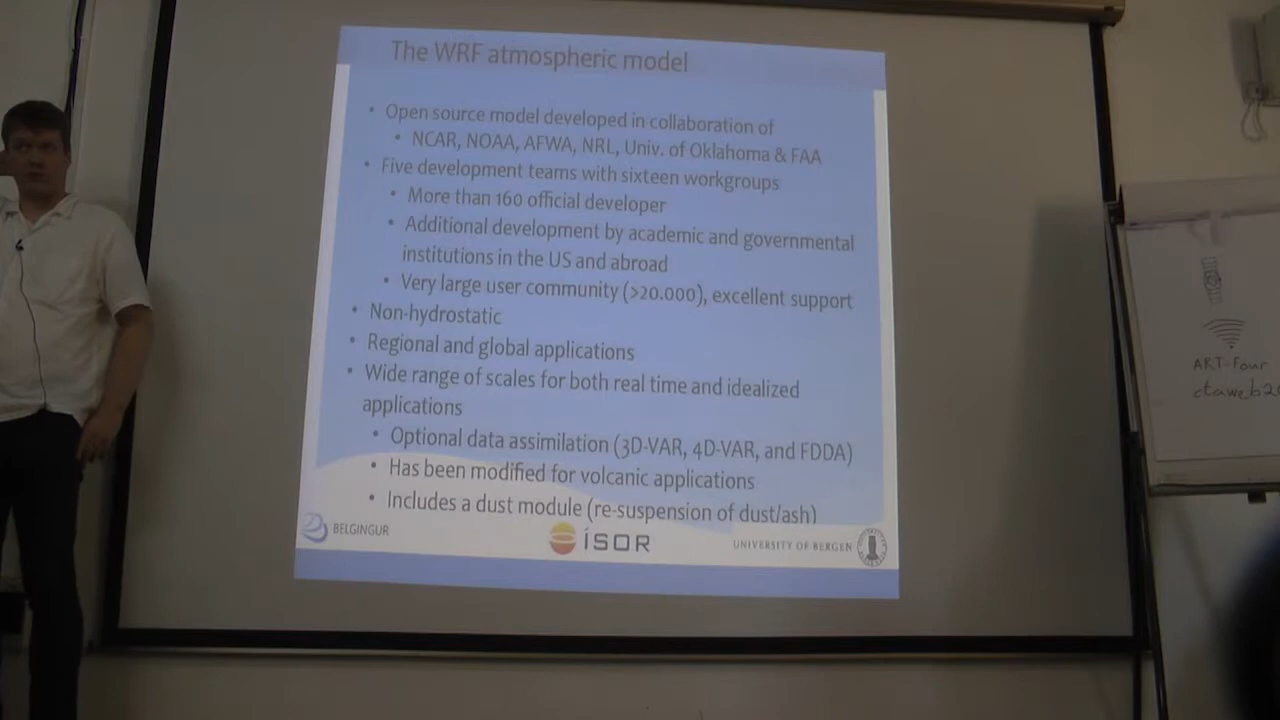 The WRF atmospheric model
• Open source model developed in collaboration of
• NCAR, NOAA, AFWA, NRL, Univ. of Oklahoma & FAA
• Five development teams with sixteen workgroups
• More than 160 official developer
• Additional development by academic and governmental
institutions in the US and abroad
• Very large user community (>20.000), excellent support
• Non-hydrostatic
• Regional and global applications
• Wide range of scales for both real time and idealized
applications
• Optional data assimilation (3D-VAR, 4D-VAR, and FDDA)
• Has been modified for volcanic applications
• Includes a dust module (re-suspension of dust/ash)
BELGINGUR
ÍSOR
UNIVERSITY OF BERGEN
ART-Four